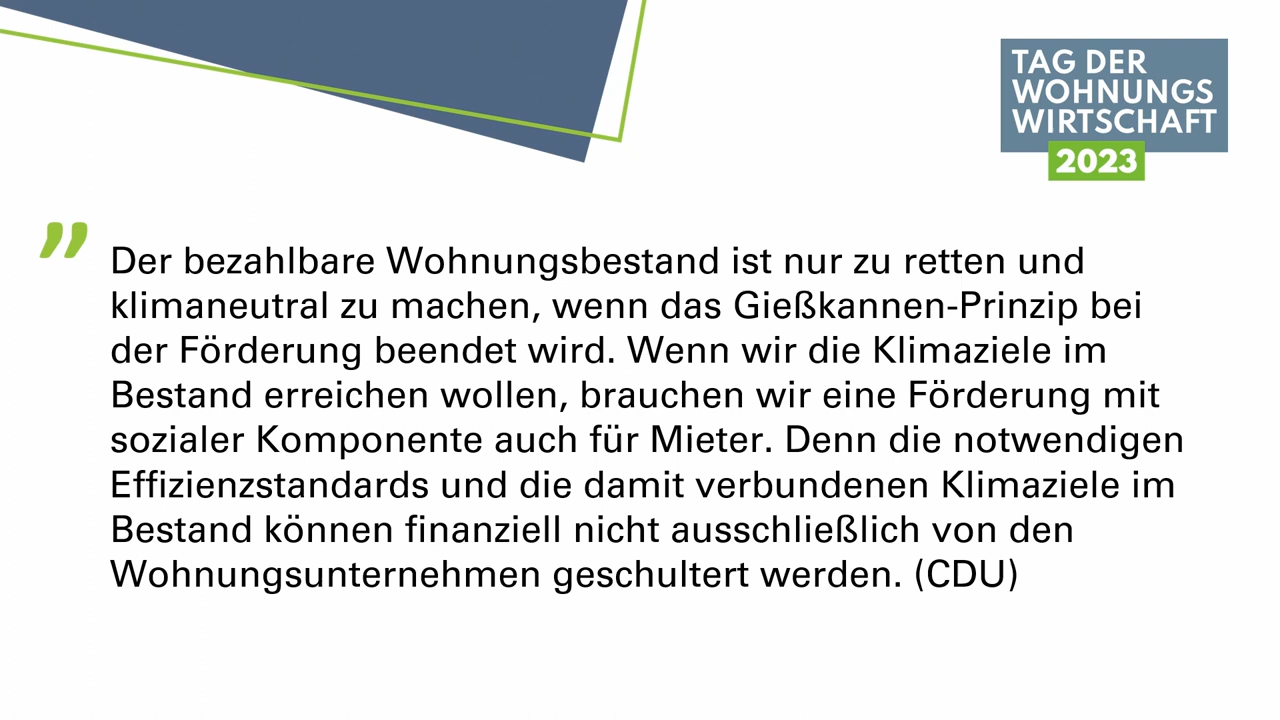 TAG DER
WOHNUNGS
WIRTSCHAFT
2023
”
Der bezahlbare Wohnungsbestand ist nur zu retten und
klimaneutral zu machen, wenn das Gießkannen-Prinzip bei
der Förderung beendet wird. Wenn wir die Klimaziele im
Bestand erreichen wollen, brauchen wir eine Förderung mit
sozialer Komponente auch für Mieter. Denn die notwendigen
Effizienzstandards und die damit verbundenen Klimaziele im
Bestand können finanziell nicht ausschließlich von den
Wohnungsunternehmen geschultert werden. (CDU)